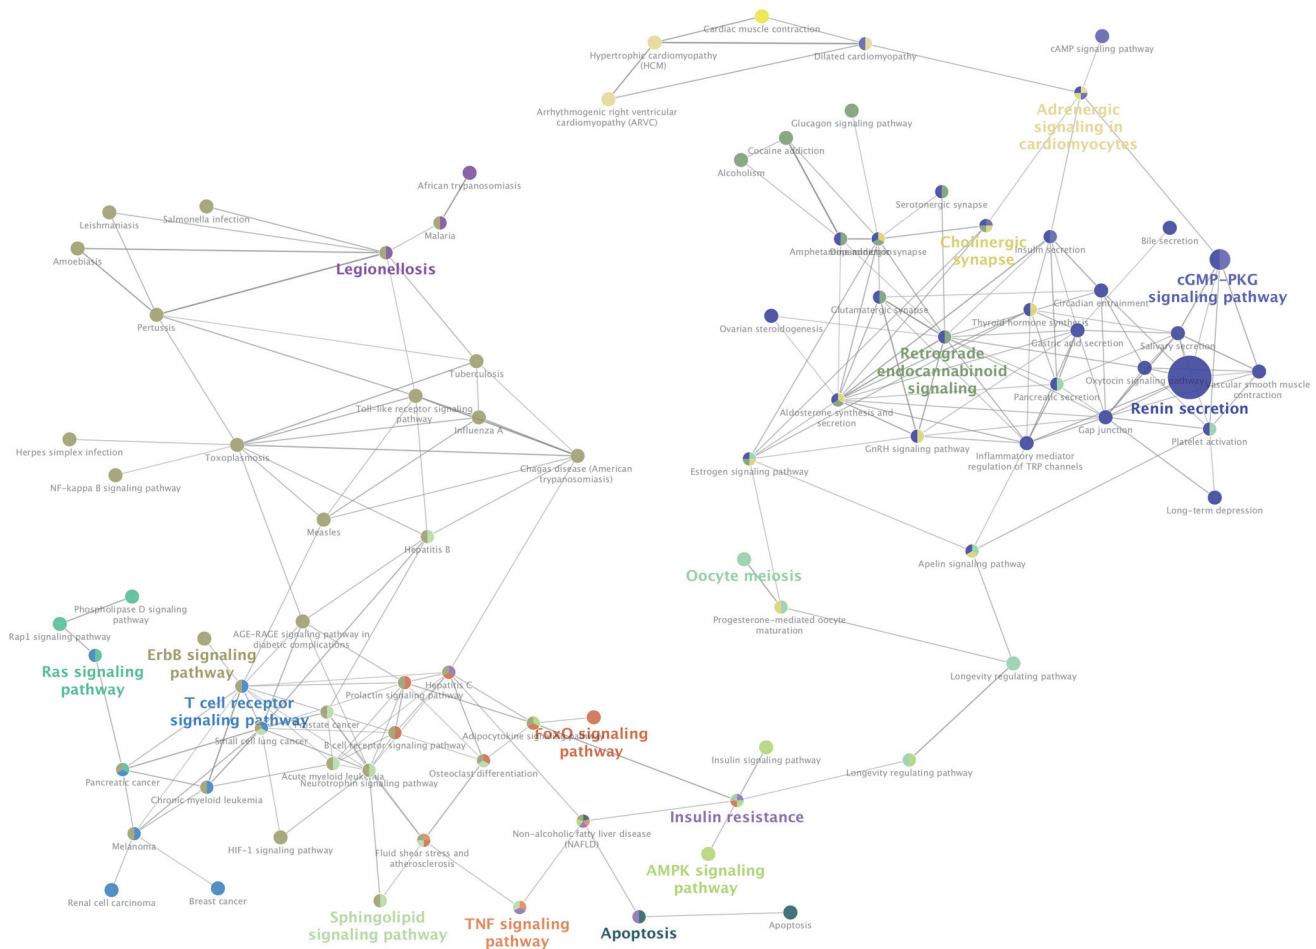 Cardiac muscle contraction
Hypertrophic cardiomyopathy
(HCM)
Dilated cardiomyopathy
cAMP signaling pathway
Arrhythmogenic right ventricular
cardiomyopathy (ARVC)
Adrenergic
signaling in
cardiomyocytes
Glucagon signaling pathway
Cocaine addiction
Alcoholism
African trypanosomiasis
Serotonergic synapse
Leishmaniasis
Salmonella infection
Malaria
Amoebiasis
Legionellosis
Amphetamine addiction
Dopaminergic synapse
Cholinergic
synapse
Insulin secretion
Bile secretion
cGMP-PKG
signaling pathway
Circadian entrainment
Glutamatergic synapse
Thyroid hormone synthesis
Pertussis
Ovarian steroidogenesis
Gastric acid secretion
Salivary secretion
Retrograde
endocannabinoid
signaling
Tuberculosis
Oxytocin signaling pathway
Vascular smooth muscle
contraction
Pancreatic secretion
Renin secretion
Toll-like receptor signaling
pathway
Aldosterone synthesis and
secretion
Influenza A
Gap junction
Platelet activation
GnRH signaling pathway
Inflammatory mediator
regulation of TRP channels
Herpes simplex infection
Toxoplasmosis
Chagas disease (American
trypanosomiasis)
Estrogen signaling pathway
NF-kappa B signaling pathway
Long-term depression
Measles
Hepatitis B
Apelin signaling pathway
Oocyte meiosis
Phospholipase D signaling
pathway
Progesterone-mediated oocyte
maturation
Rap1 signaling pathway
AGE-RAGE signaling pathway in
diabetic complications
ErbB signaling
pathway
Ras signaling
pathway
Longevity regulating pathway
Hepatitis C
Prolactin signaling pathway
T cell receptor
signaling pathway
Prostate cancer
Small cell lung cancer
B cell receptor signaling pathway
Adipocytokine signaling pathway
FoxO signaling
pathway
Insulin signaling pathway
Longevity regulating pathway
Osteoclast differentiation
Acute myeloid leukemia
Neurotrophin signaling pathway
Pancreatic cancer
Chronic myeloid leukemia
Insulin resistance
Non-alcoholic fatty liver disease
(NAFLD)
Melanoma
HIF-1 signaling pathway
Fluid shear stress and
atherosclerosis
AMPK signaling
pathway
Renal cell carcinoma
Breast cancer
Sphingolipid
signaling pathway
TNF signaling
pathway
Apoptosis
Apoptosis